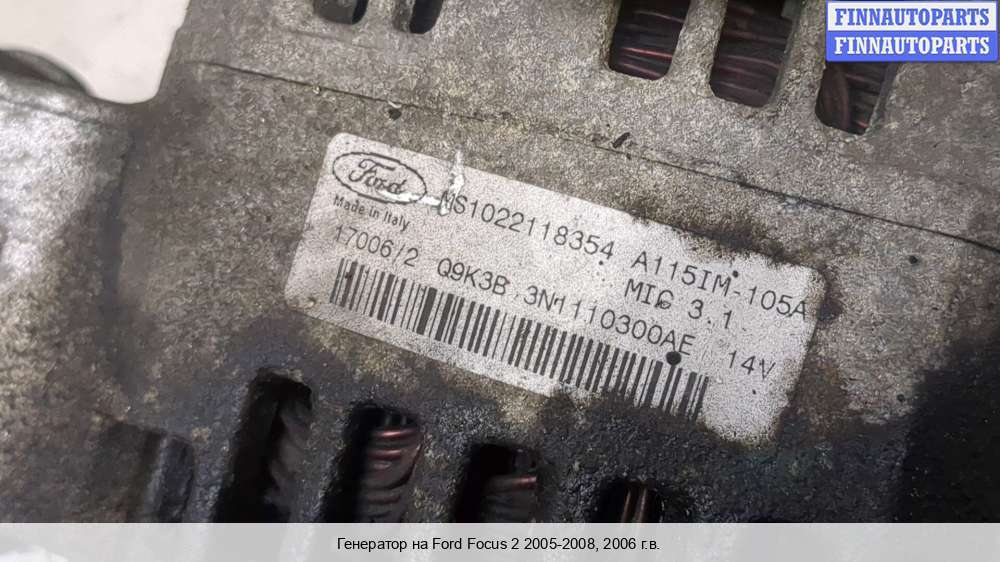 FINNAUTOPARTS
FINNAUTOPARTS
Ford
MS1022118354 A115IM-105A
Made in Italy
MIC 3.1
17006/2 Q9K3B 3N1110300AE 14V
Генератор на Ford Focus 2 2005-2008, 2006 г.в.